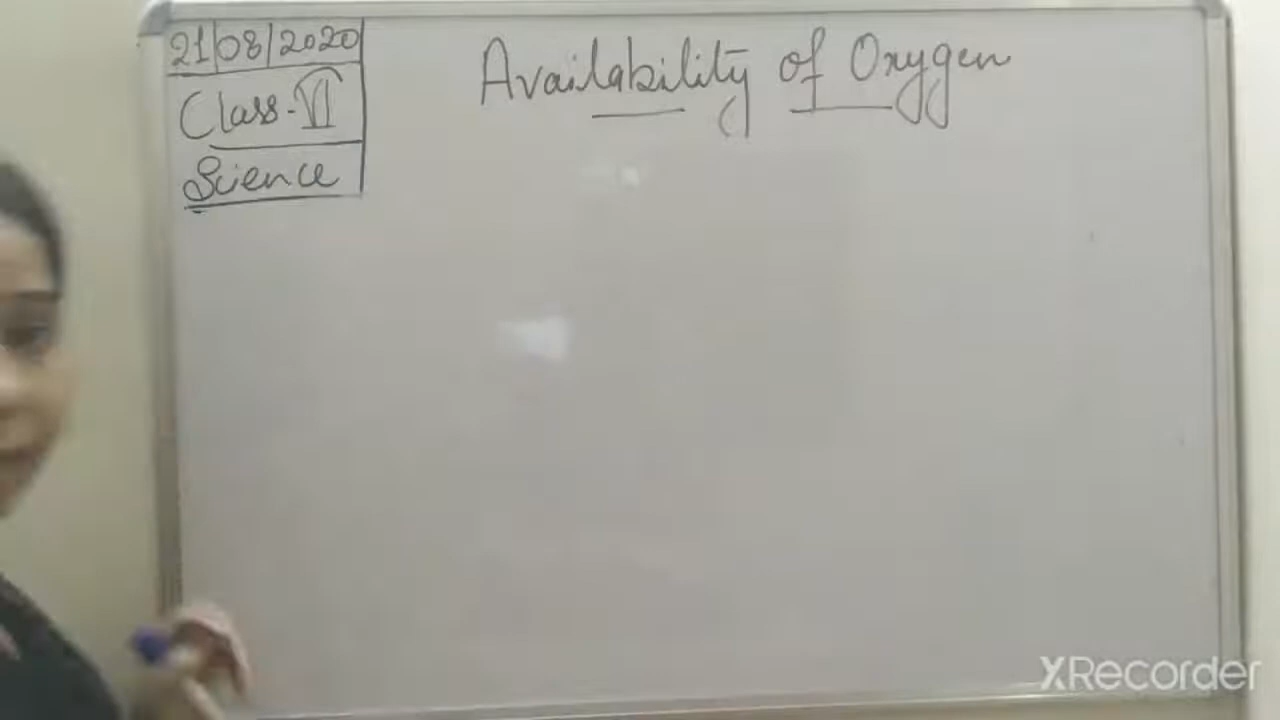 21/08/2020
Class-VI
Science
Availability of Oxygen
XRecorder